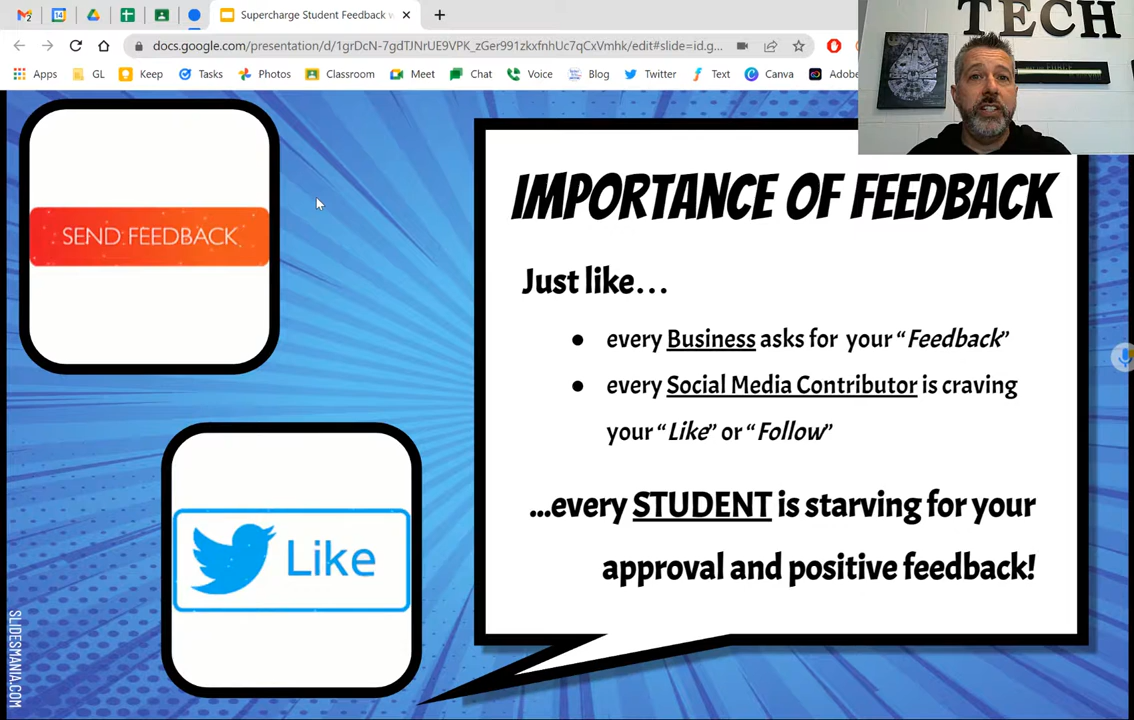 Supercharge Student Feedback w
docs.google.com/presentation/d/1grDcN-7gdTJNrUE9VPK_zGer991zkxfnhUc7qCxVmhk/edit#slide=id.g...
Apps GL Keep Tasks Photos Classroom Meet Chat Voice Blog Twitter Text Canva Adobe
TECH
SEND FEEDBACK
IMPORTANCE OF FEEDBACK
Just like…
• every Business asks for your “Feedback”
• every Social Media Contributor is craving
your “Like” or “Follow”
...every STUDENT is starving for your
approval and positive feedback!
Like
SLIDESMANIA.COM